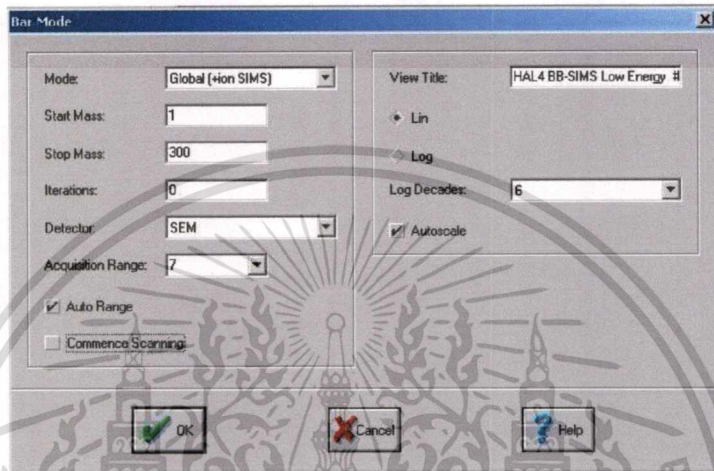 Bar Mode
Mode: Global (+ion SIMS)
Start Mass: 1
Stop Mass: 300
Iterations: 0
Detector: SEM
Acquisition Range: 7
Auto Range
Commence Scanning
View Title: HAL4 BB-SIMS Low Energy #
Lin
Log
Log Decades: 6
Autoscale
OK
Cancel
Help